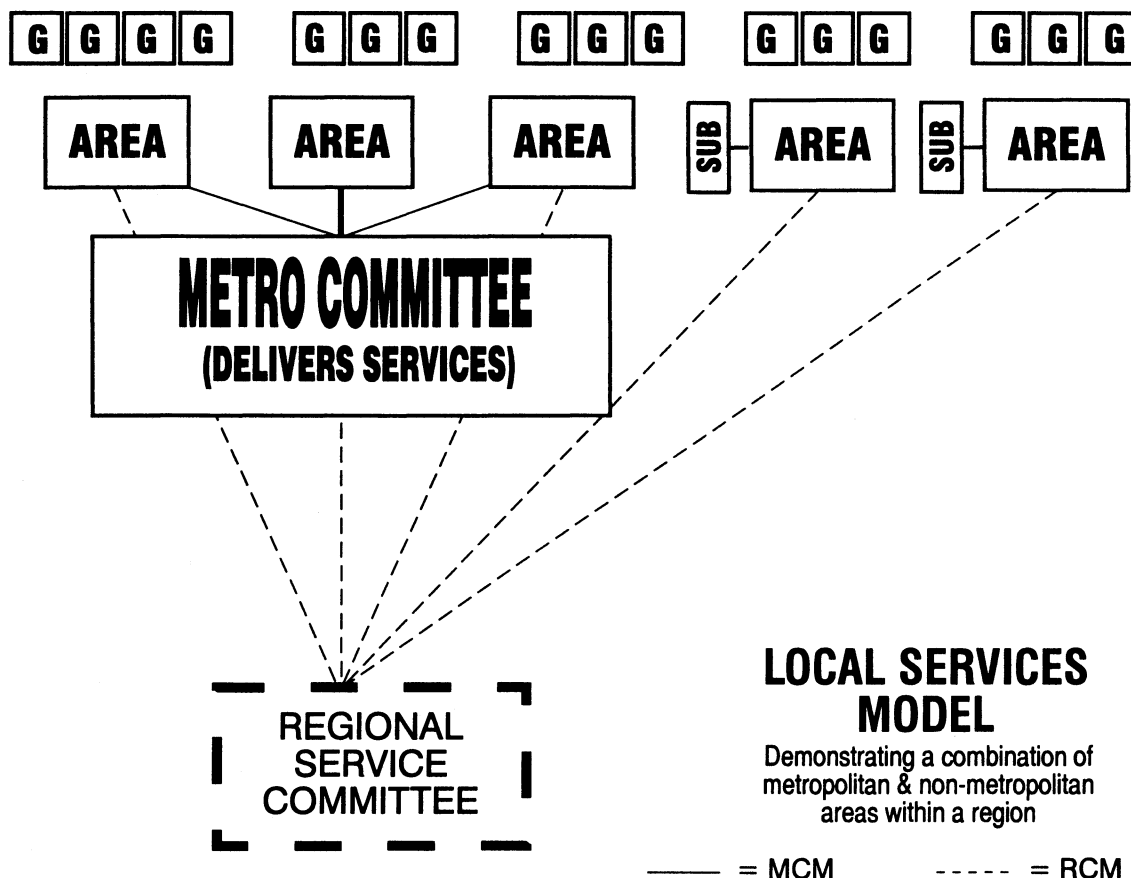 G G G G G G G G G G G G G G G G
AREA AREA AREA SUB AREA SUB AREA
METRO COMMITTEE
(DELIVERS SERVICES)
REGIONAL
SERVICE
COMMITTEE
LOCAL SERVICES
MODEL
Demonstrating a combination of
metropolitan & non-metropolitan
areas within a region
= MCM = RCM